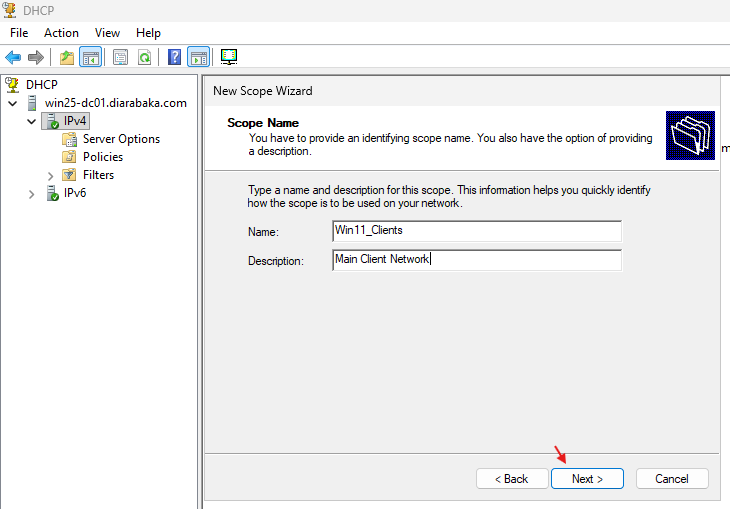 DHCP
File Action View Help
DHCP
win25-dc01.diarabaka.com
IPv4
Server Options
Policies
Filters
IPv6
New Scope Wizard
Scope Name
You have to provide an identifying scope name. You also have the option of providing
a description.
Type a name and description for this scope. This information helps you quickly identify
how the scope is to be used on your network.
Name: Win11_Clients
Description: Main Client Network
< Back Next > Cancel